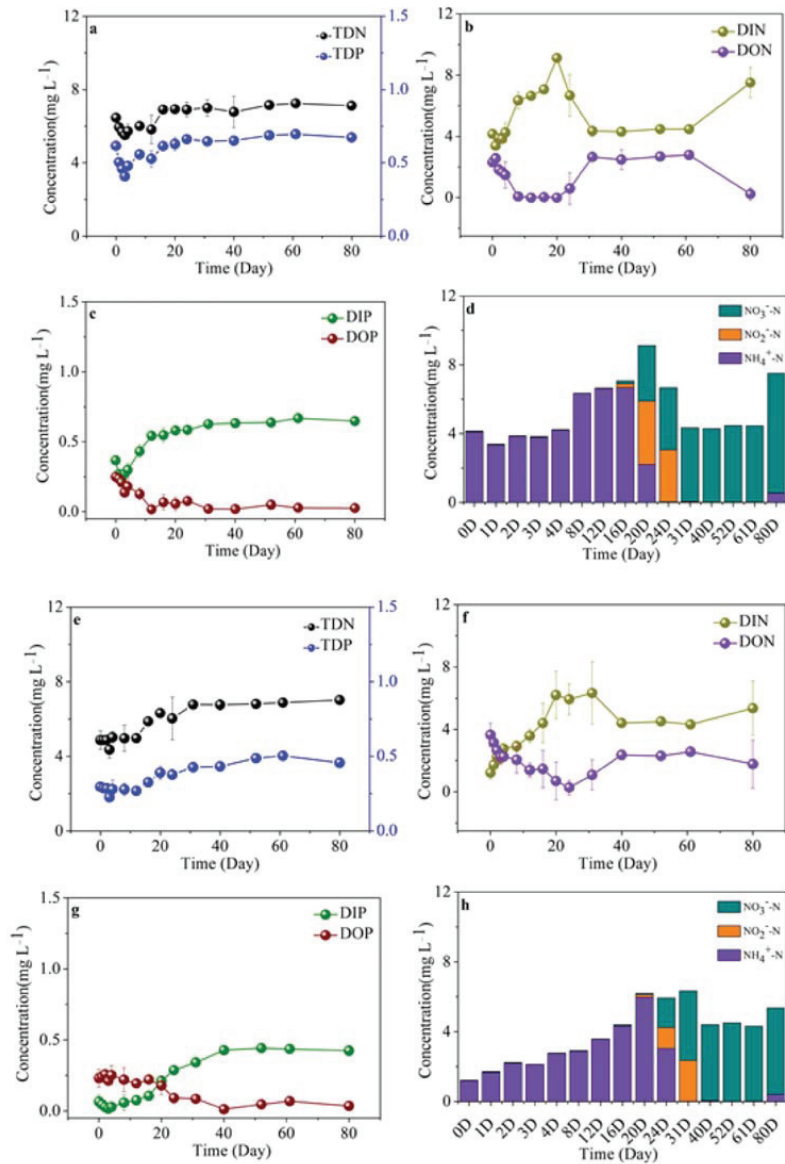 a
TDN
TDP
Concentration(mg L⁻¹)
12
8
4
0
1.5
1.0
0.5
0.0
0 20 40 60 80
Time (Day)
b
DIN
DON
Concentration(mg L⁻¹)
12
8
4
0
0 20 40 60 80
Time (Day)
c
DIP
DOP
Concentration(mg L⁻¹)
1.5
1.0
0.5
0.0
0 20 40 60 80
Time (Day)
d
NO₃⁻-N
NO₂⁻-N
NH₄⁺-N
Concentration(mg L⁻¹)
12
8
4
0
0D 1D 2D 3D 4D 8D 12D 16D 20D 24D 31D 40D 52D 61D 80D
Time (Day)
e
TDN
TDP
Concentration(mg L⁻¹)
12
8
4
0
1.5
1.0
0.5
0.0
0 20 40 60 80
Time (Day)
f
DIN
DON
Concentration(mg L⁻¹)
12
8
4
0
0 20 40 60 80
Time (Day)
g
DIP
DOP
Concentration(mg L⁻¹)
1.5
1.0
0.5
0.0
0 20 40 60 80
Time (Day)
h
NO₃⁻-N
NO₂⁻-N
NH₄⁺-N
Concentration(mg L⁻¹)
12
8
4
0
0D 1D 2D 3D 4D 8D 12D 16D 20D 24D 31D 40D 52D 61D 80D
Time (Day)